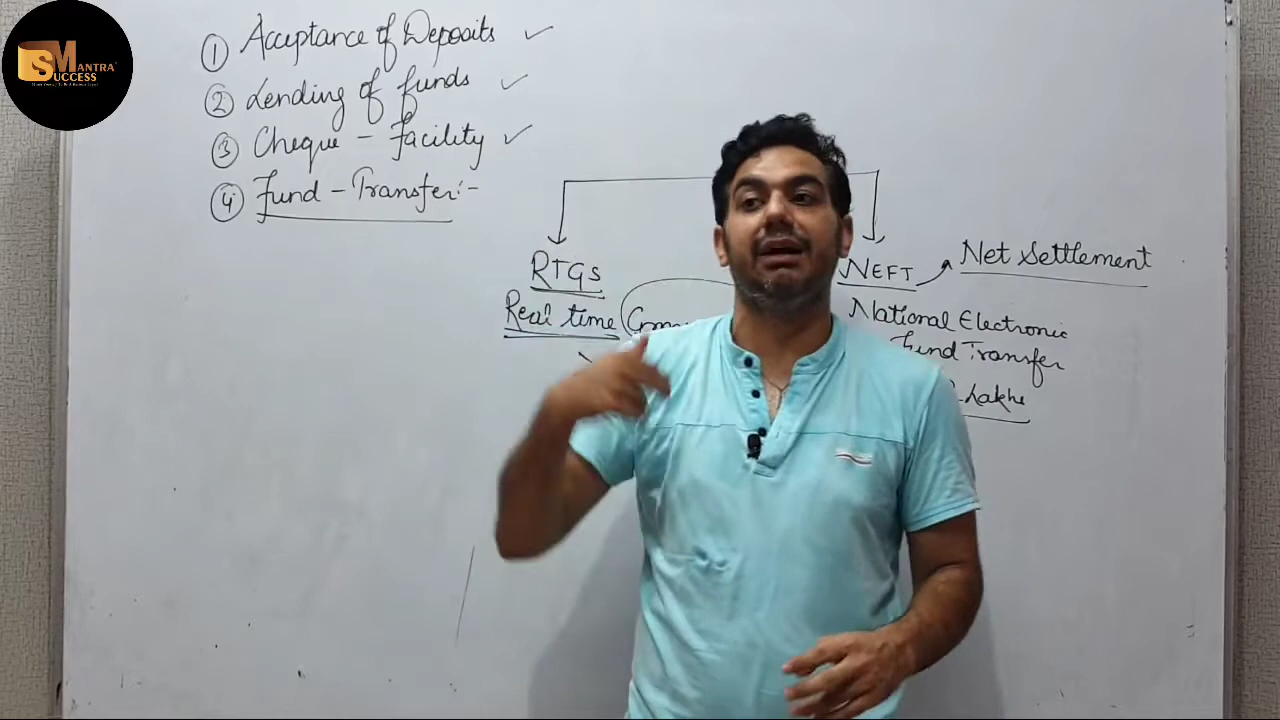 SM
MANTRA
SUCCESS
① Acceptance of Deposits ✓
② Lending of funds ✓
③ Cheque - Facility ✓
④ Fund - Transfer:-
RTGS
Real time
NEFT
Net Settlement
National Electronic
Fund Transfer
Lakhs